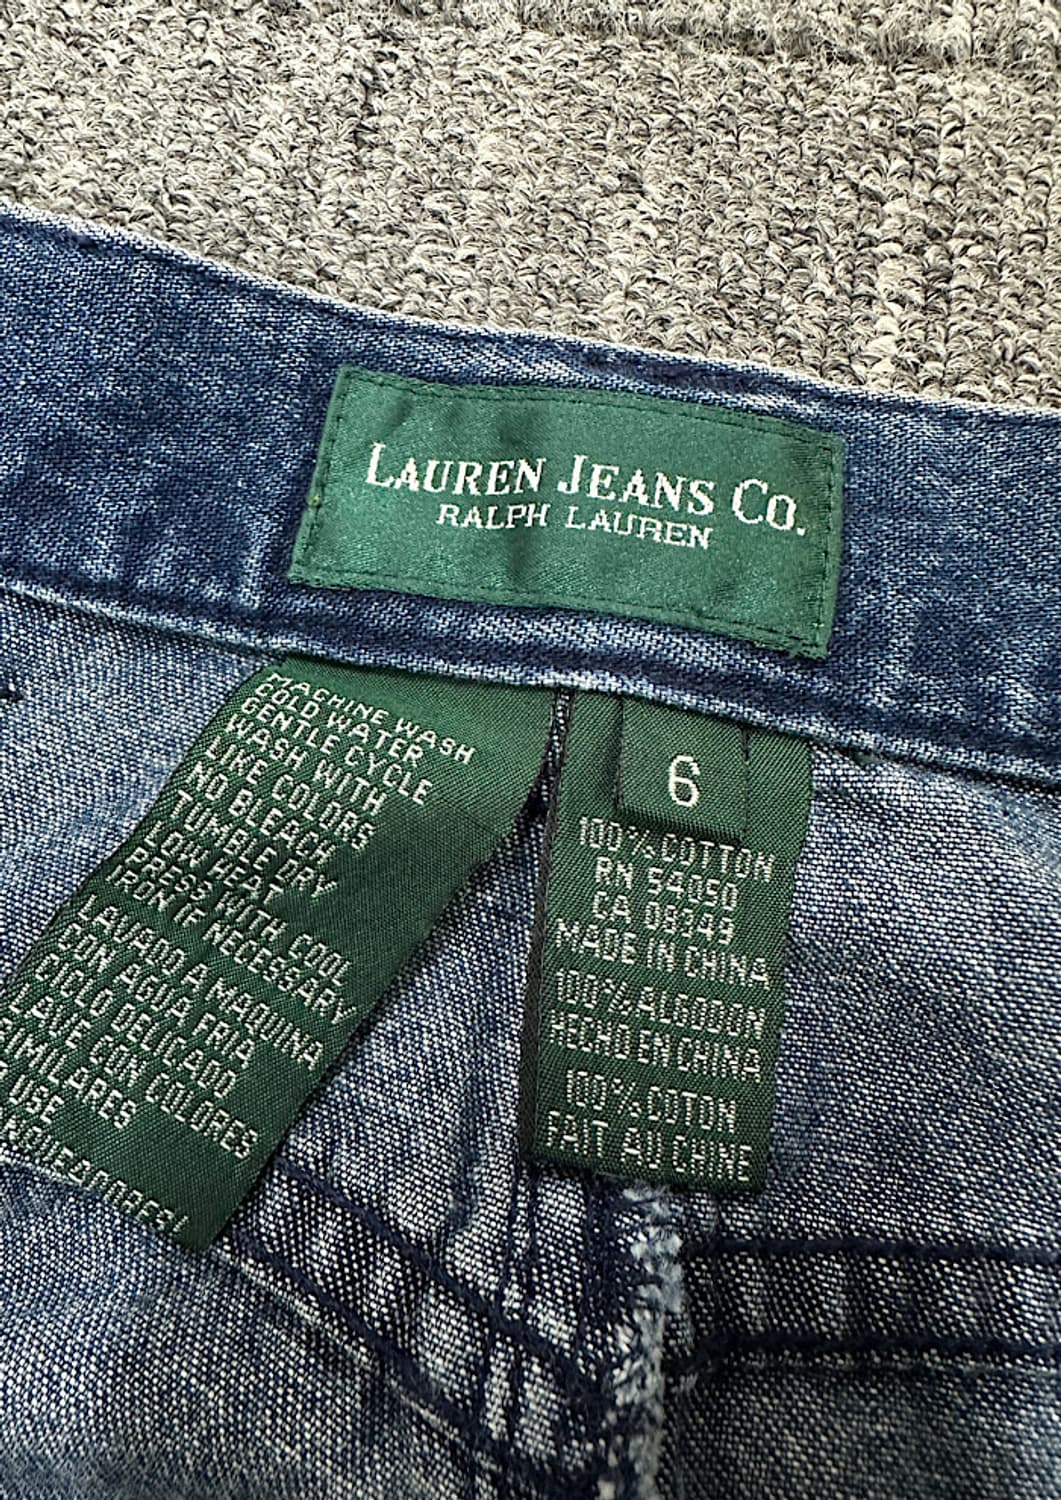 LAUREN JEANS CO.
RALPH LAUREN
MACHINE WASH
COLD WATER
GENTLE CYCLE
WASH WITH
LIKE COLORS
NO BLEACH
TUMBLE DRY
LOW HEAT
PRESS WITH COOL
IRON IF NECESSARY
LAVADO A MAQUINA
CON AGUA FRIA
CICLO DELICADO
LAVE CON COLORES
SIMILARES
USE
6
100% COTTON
RN 54050
CA 08349
MADE IN CHINA
100% ALGODON
HECHO EN CHINA
100% COTON
FAIT AU CHINE